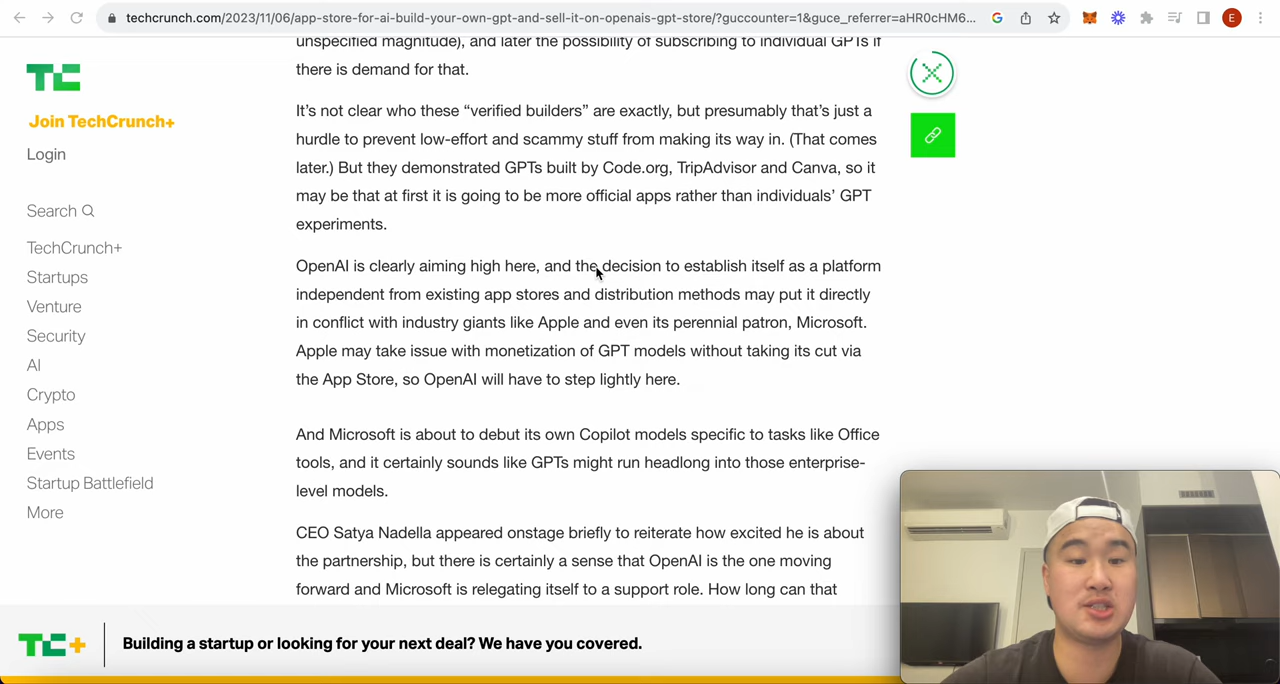 techcrunch.com/2023/11/06/app-store-for-ai-build-your-own-gpt-and-sell-it-on-openais-gpt-store/?guccounter=1&guce_referrer=aHR0cHM6...
G
E
unspecified magnitude), and later the possibility of subscribing to individual GPTs if
there is demand for that.
TC
Join TechCrunch+
Login
Search
TechCrunch+
Startups
Venture
Security
AI
Crypto
Apps
Events
Startup Battlefield
More
It’s not clear who these “verified builders” are exactly, but presumably that’s just a
hurdle to prevent low-effort and scammy stuff from making its way in. (That comes
later.) But they demonstrated GPTs built by Code.org, TripAdvisor and Canva, so it
may be that at first it is going to be more official apps rather than individuals’ GPT
experiments.
OpenAI is clearly aiming high here, and the decision to establish itself as a platform
independent from existing app stores and distribution methods may put it directly
in conflict with industry giants like Apple and even its perennial patron, Microsoft.
Apple may take issue with monetization of GPT models without taking its cut via
the App Store, so OpenAI will have to step lightly here.
And Microsoft is about to debut its own Copilot models specific to tasks like Office
tools, and it certainly sounds like GPTs might run headlong into those enterprise-
level models.
CEO Satya Nadella appeared onstage briefly to reiterate how excited he is about
the partnership, but there is certainly a sense that OpenAI is the one moving
forward and Microsoft is relegating itself to a support role. How long can that
TC+
Building a startup or looking for your next deal? We have you covered.